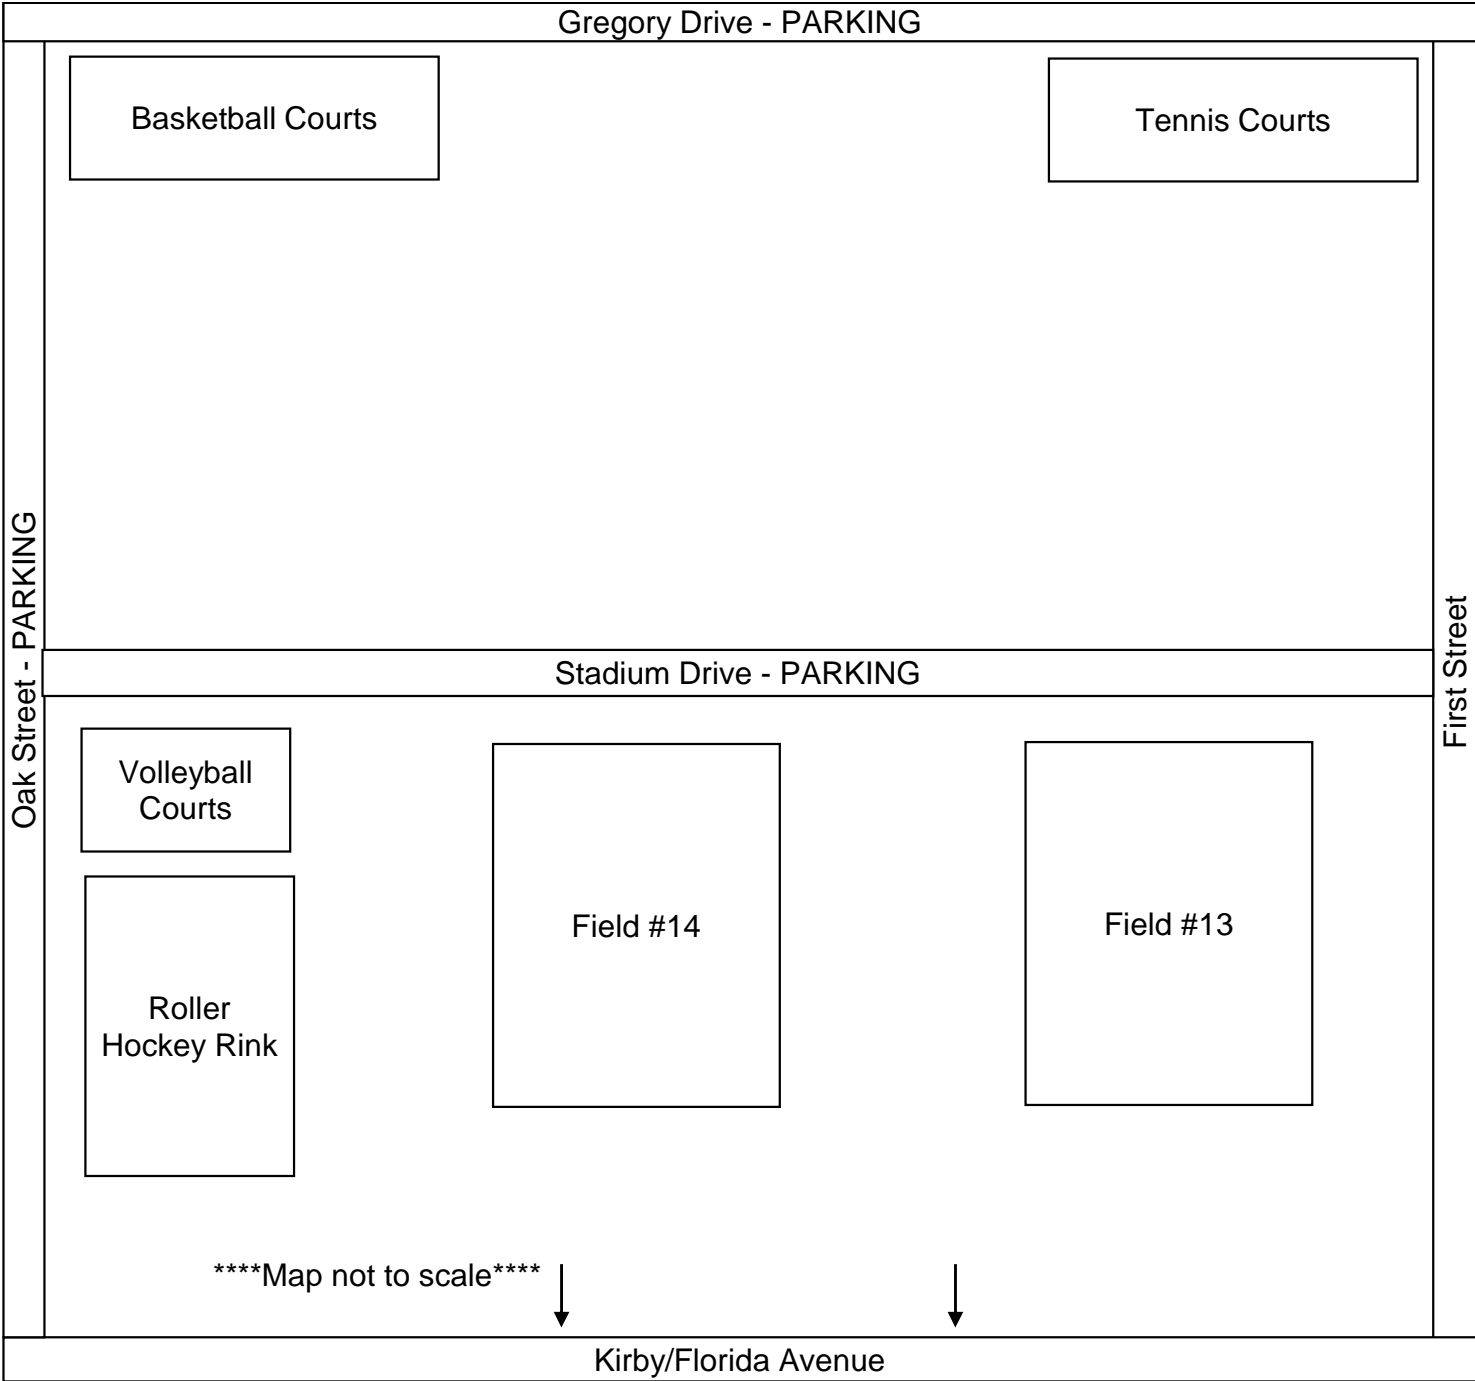 Gregory Drive - PARKING
Basketball Courts
Tennis Courts
Oak Street - PARKING
First Street
Stadium Drive - PARKING
Volleyball
Courts
Field #14
Field #13
Roller
Hockey Rink
****Map not to scale****
Kirby/Florida Avenue